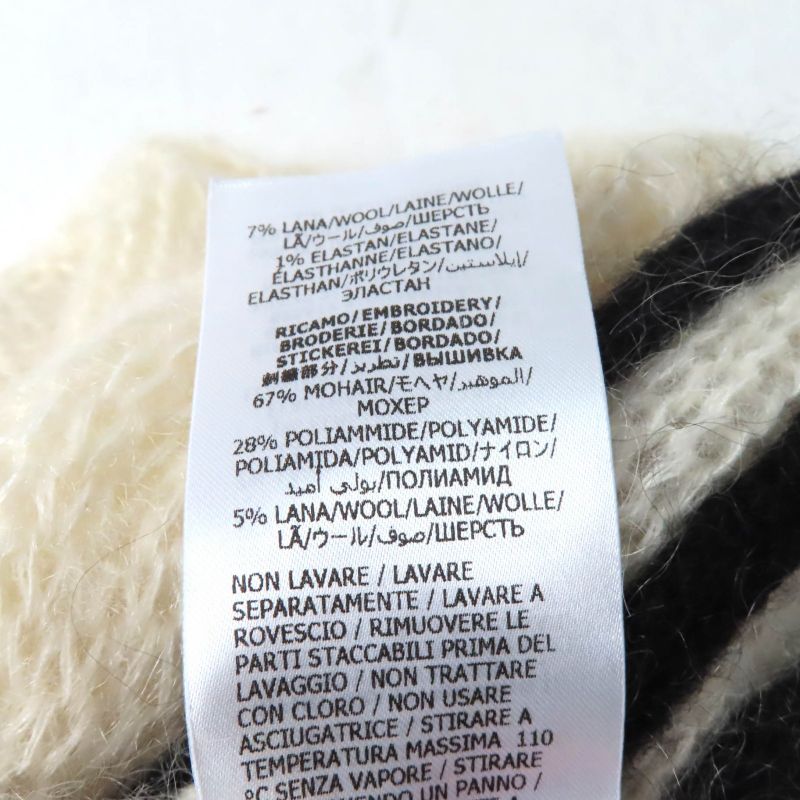 7% LANA/WOOL/LAINE/WOLLE/
LÃ/ウール/صوف/ШЕРСТЬ
1% ELASTAN/ELASTANE/
ÉLASTHANNE/ELASTANO/
ELASTHAN/ポリウレタン/إيلاستين/
ЭЛАСТАН
RICAMO/EMBROIDERY/
BRODERIE/BORDADO/
STICKEREI/BORDADO/
刺繍部分/تطريز/ВЫШИВКА
67% MOHAIR/モヘヤ/الموهير/
МОХЕР
28% POLIAMMIDE/POLYAMIDE/
POLIAMIDA/POLYAMID/ナイロン/
بولي أميد/ПОЛИАМИД
5% LANA/WOOL/LAINE/WOLLE/
LÃ/ウール/صوف/ШЕРСТЬ
NON LAVARE / LAVARE
SEPARATAMENTE / LAVARE A
ROVESCIO / RIMUOVERE LE
PARTI STACCABILI PRIMA DEL
LAVAGGIO / NON TRATTARE
CON CLORO / NON USARE
ASCIUGATRICE / STIRARE A
TEMPERATURA MASSIMA 110
°C SENZA VAPORE / STIRARE
UN PANNO /